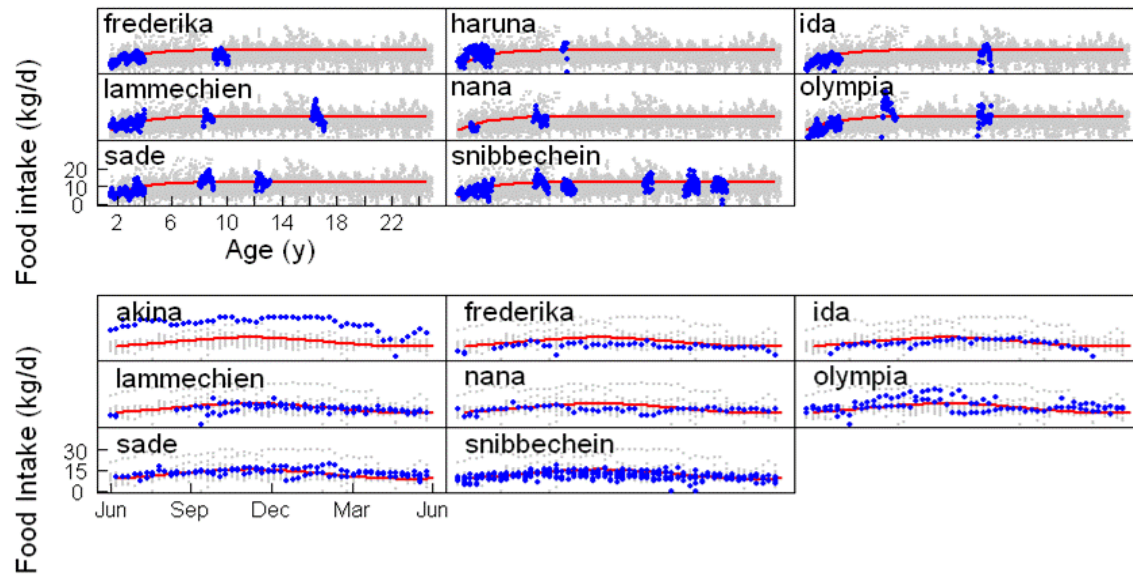 frederika haruna ida
lammechien nana olympia
sade snibbechein
20
10
0
2 6 10 14 18 22
Age (y)
Food intake (kg/d)
akina frederika ida
lammechien nana olympia
sade snibbechein
30
15
0
Jun Sep Dec Mar Jun
Food Intake (kg/d)